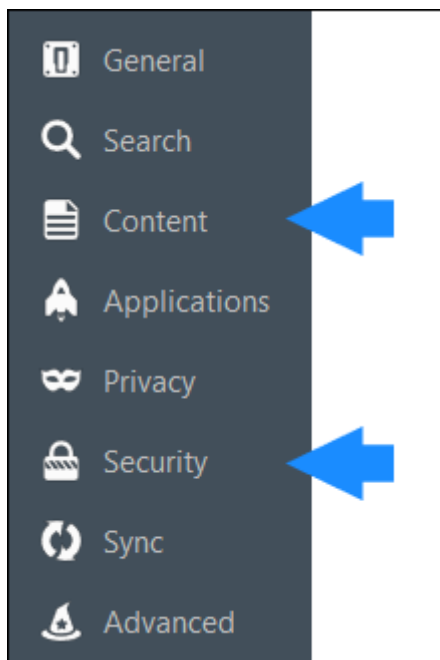 General
Search
Content
Applications
Privacy
Security
Sync
Advanced